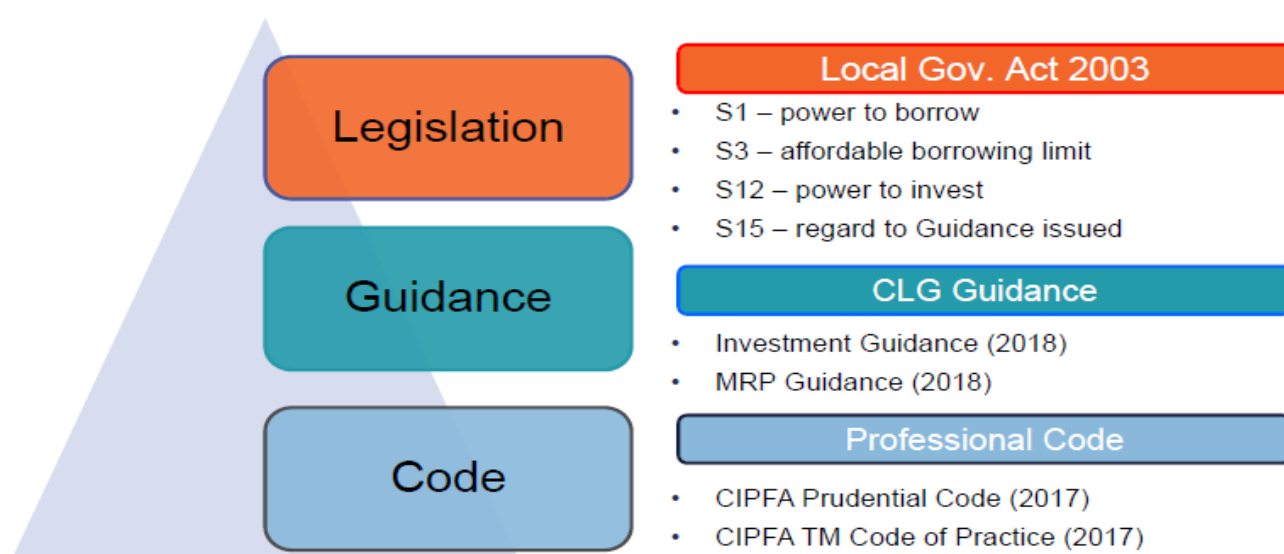 Legislation
Local Gov. Act 2003
• S1 – power to borrow
• S3 – affordable borrowing limit
• S12 – power to invest
• S15 – regard to Guidance issued
Guidance
CLG Guidance
• Investment Guidance (2018)
• MRP Guidance (2018)
Code
Professional Code
• CIPFA Prudential Code (2017)
• CIPFA TM Code of Practice (2017)